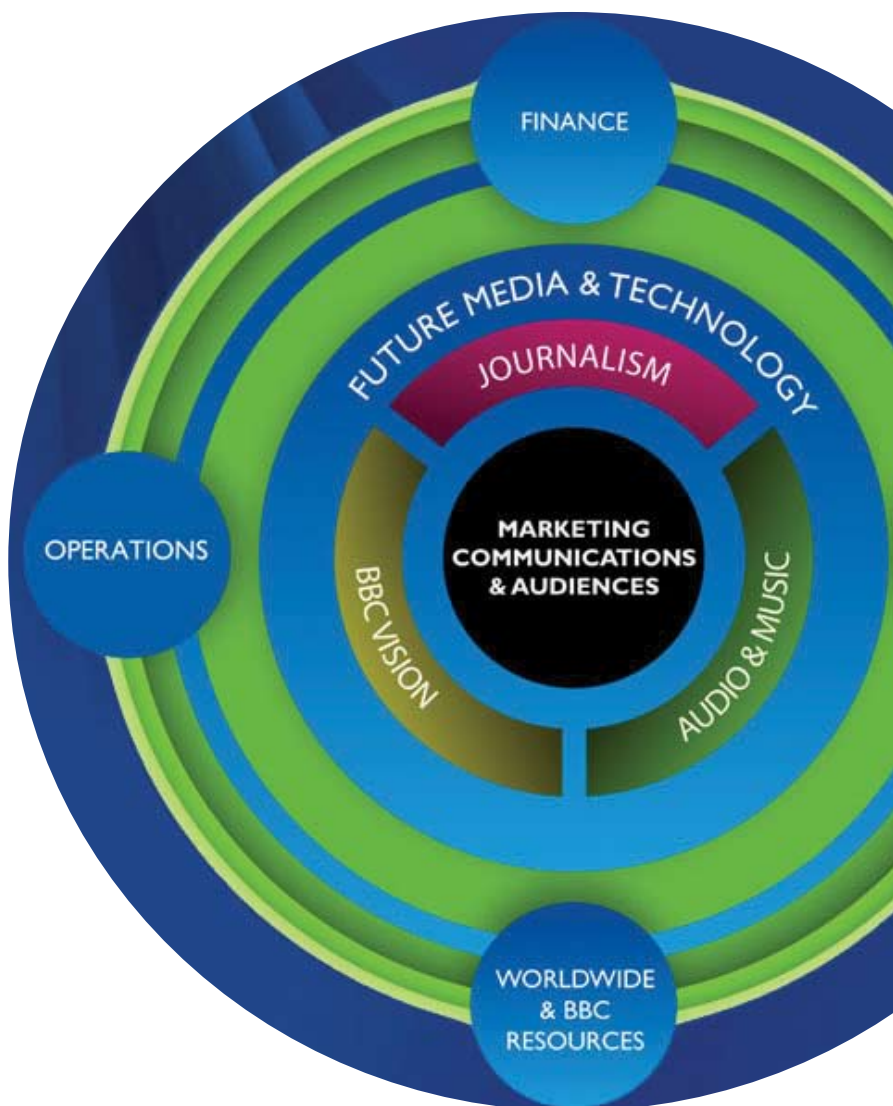 FINANCE
FUTURE MEDIA & TECHNOLOGY
JOURNALISM
OPERATIONS
MARKETING
COMMUNICATIONS
& AUDIENCES
BBC VISION
AUDIO & MUSIC
WORLDWIDE
& BBC
RESOURCES